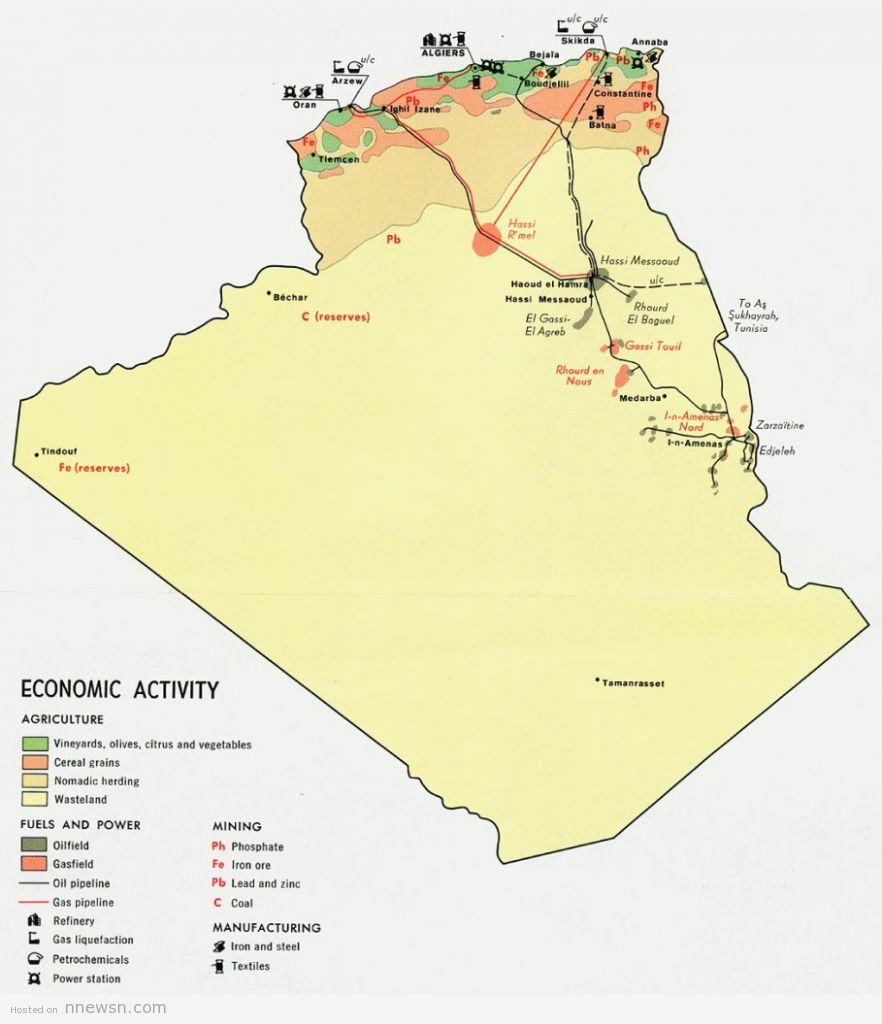 u/c u/c
Skikda
Annaba
ALGIERS
Bejaïa
u/c
Arzew
Fe
Fe
Pb
Pb
Boudjellil
Constantine
Fe
Oran
Pb
Ighil Izane
Ph
Batna
Fe
Fe
Tlemcen
Ph
Pb
Hassi
R'mel
Hassi Messaoud
Haoud el Hamra
u/c
Béchar
Hassi Messaoud
Rhourd
El Baguel
To Aş
Şukhayrah,
Tunisia
C (reserves)
El Gassi-
El Agreb
Gassi Touil
Rhourd en
Nous
Medarba
I-n-Amenas
Nord
Zarzaïtine
I-n-Amenas
Edjeleh
Tindouf
Fe (reserves)
Tamanrasset
ECONOMIC ACTIVITY
AGRICULTURE
Vineyards, olives, citrus and vegetables
Cereal grains
Nomadic herding
Wasteland
FUELS AND POWER
Oilfield
Gasfield
Oil pipeline
Gas pipeline
Refinery
Gas liquefaction
Petrochemicals
Power station
MINING
Ph Phosphate
Fe Iron ore
Pb Lead and zinc
C Coal
MANUFACTURING
Iron and steel
Textiles
Hosted on nnewsn.com